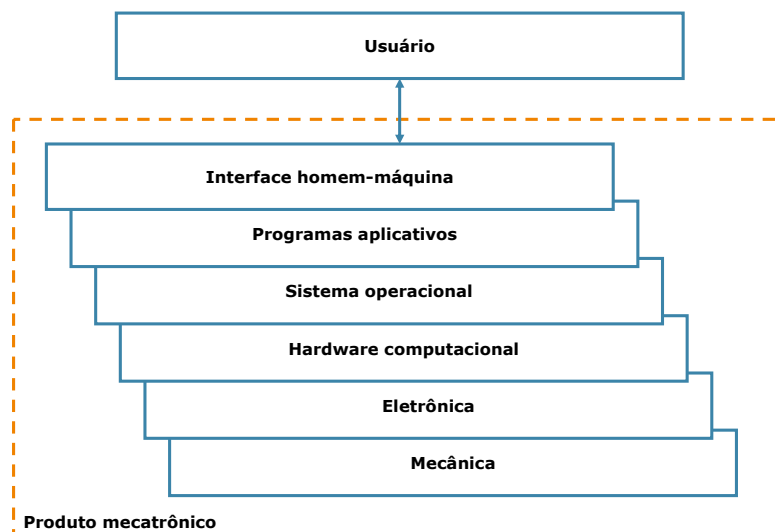 Usuário
Interface homem-máquina
Programas aplicativos
Sistema operacional
Hardware computacional
Eletrônica
Mecânica
Produto mecatrônico